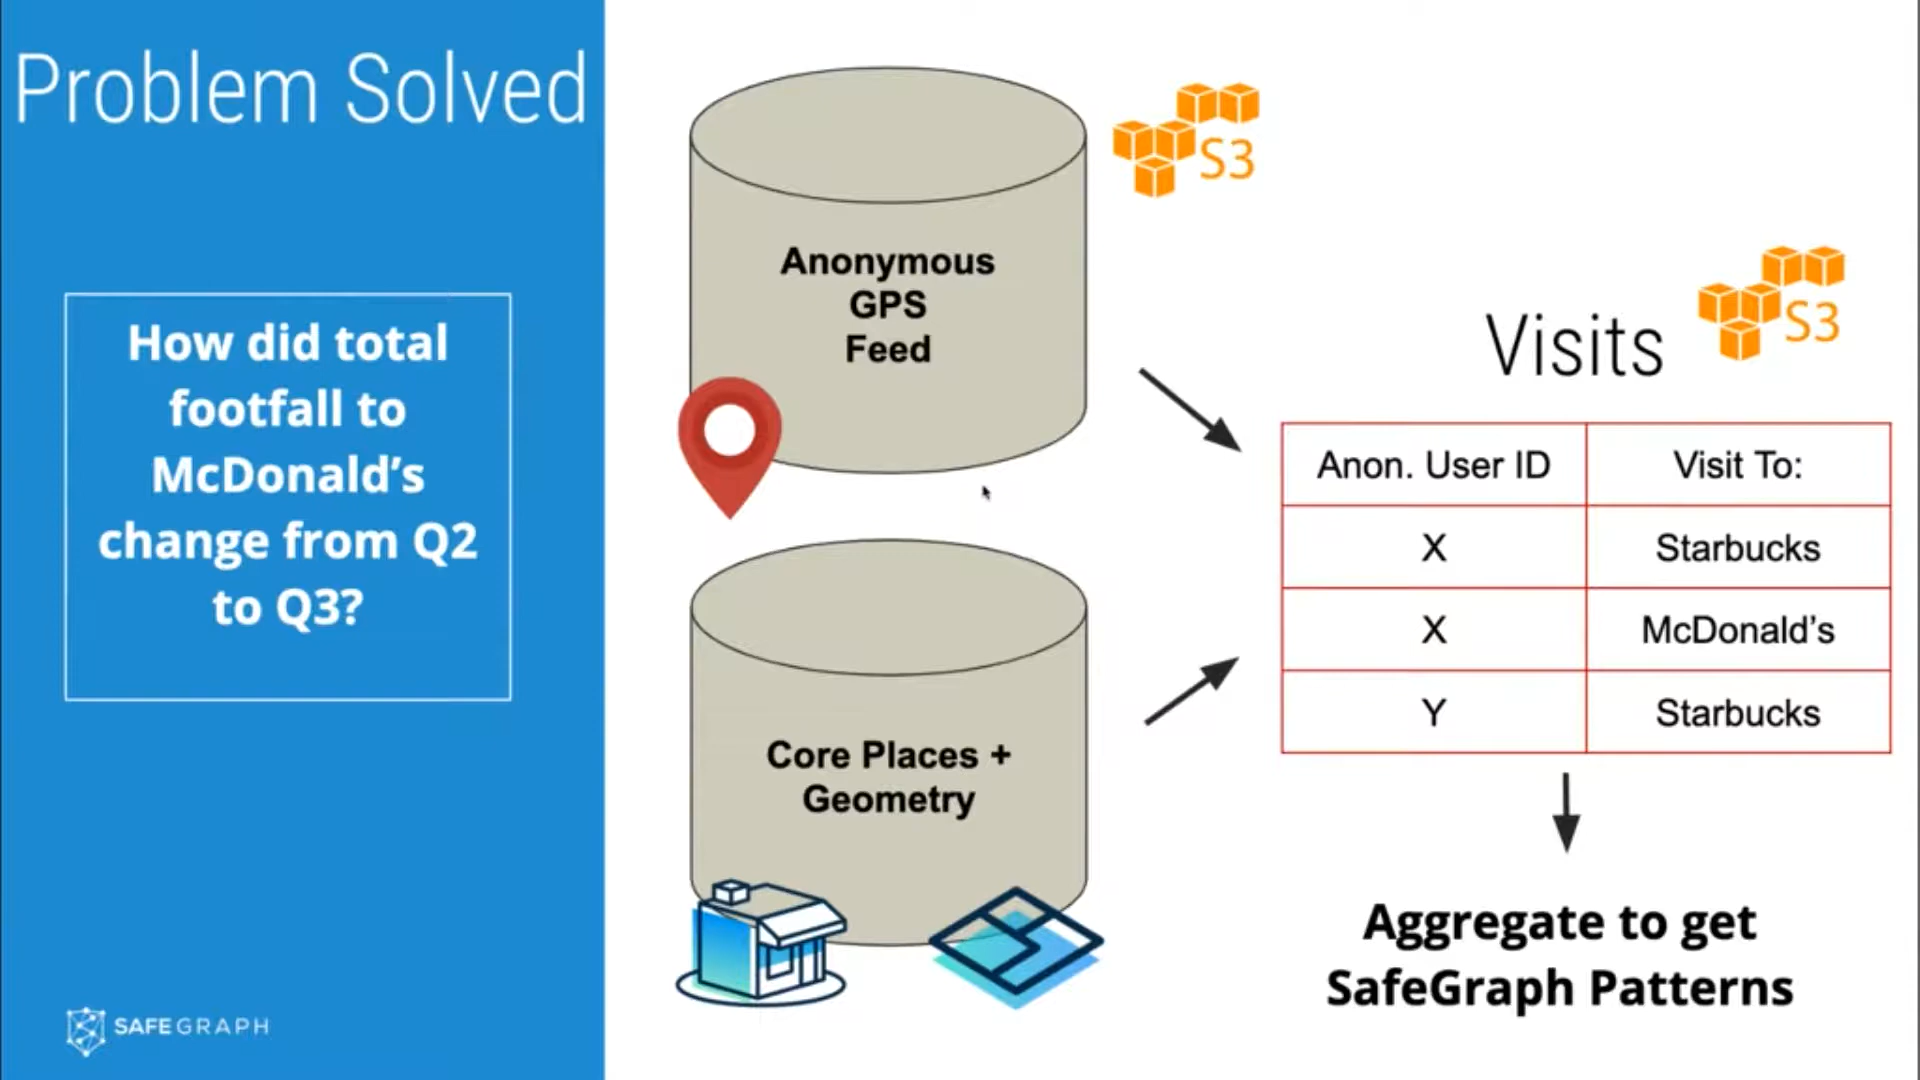 Problem Solved
How did total
footfall to
McDonald’s
change from Q2
to Q3?
SAFEGRAPH
Anonymous
GPS
Feed
S3
Core Places +
Geometry
Visits
S3
Anon. User ID
Visit To:
X
Starbucks
X
McDonald’s
Y
Starbucks
Aggregate to get
SafeGraph Patterns